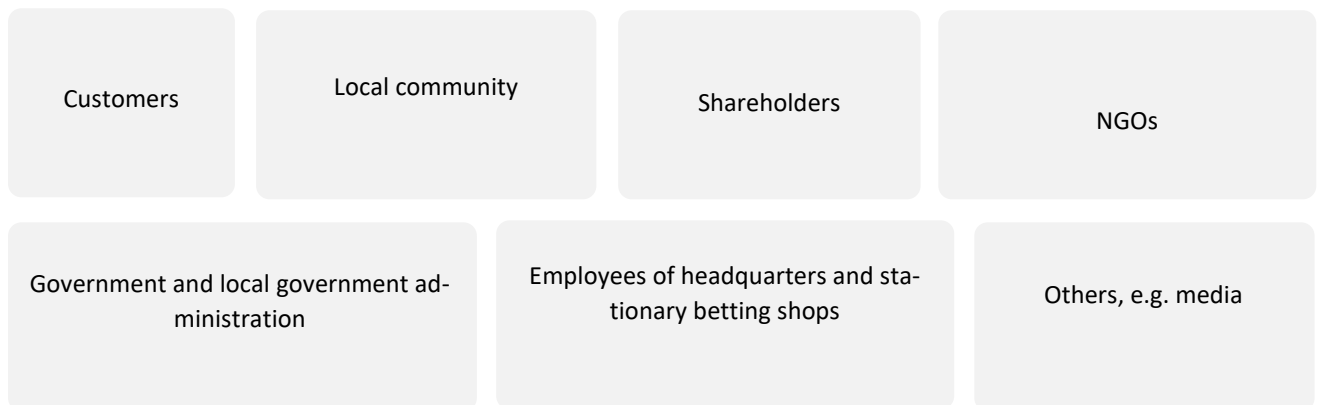 Customers
Local community
Shareholders
NGOs
Government and local government ad-
ministration
Employees of headquarters and sta-
tionary betting shops
Others, e.g. media